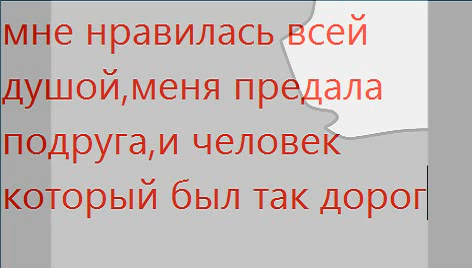 мне нравилась всей
душой,меня предала
подруга,и человек
который был так дорог